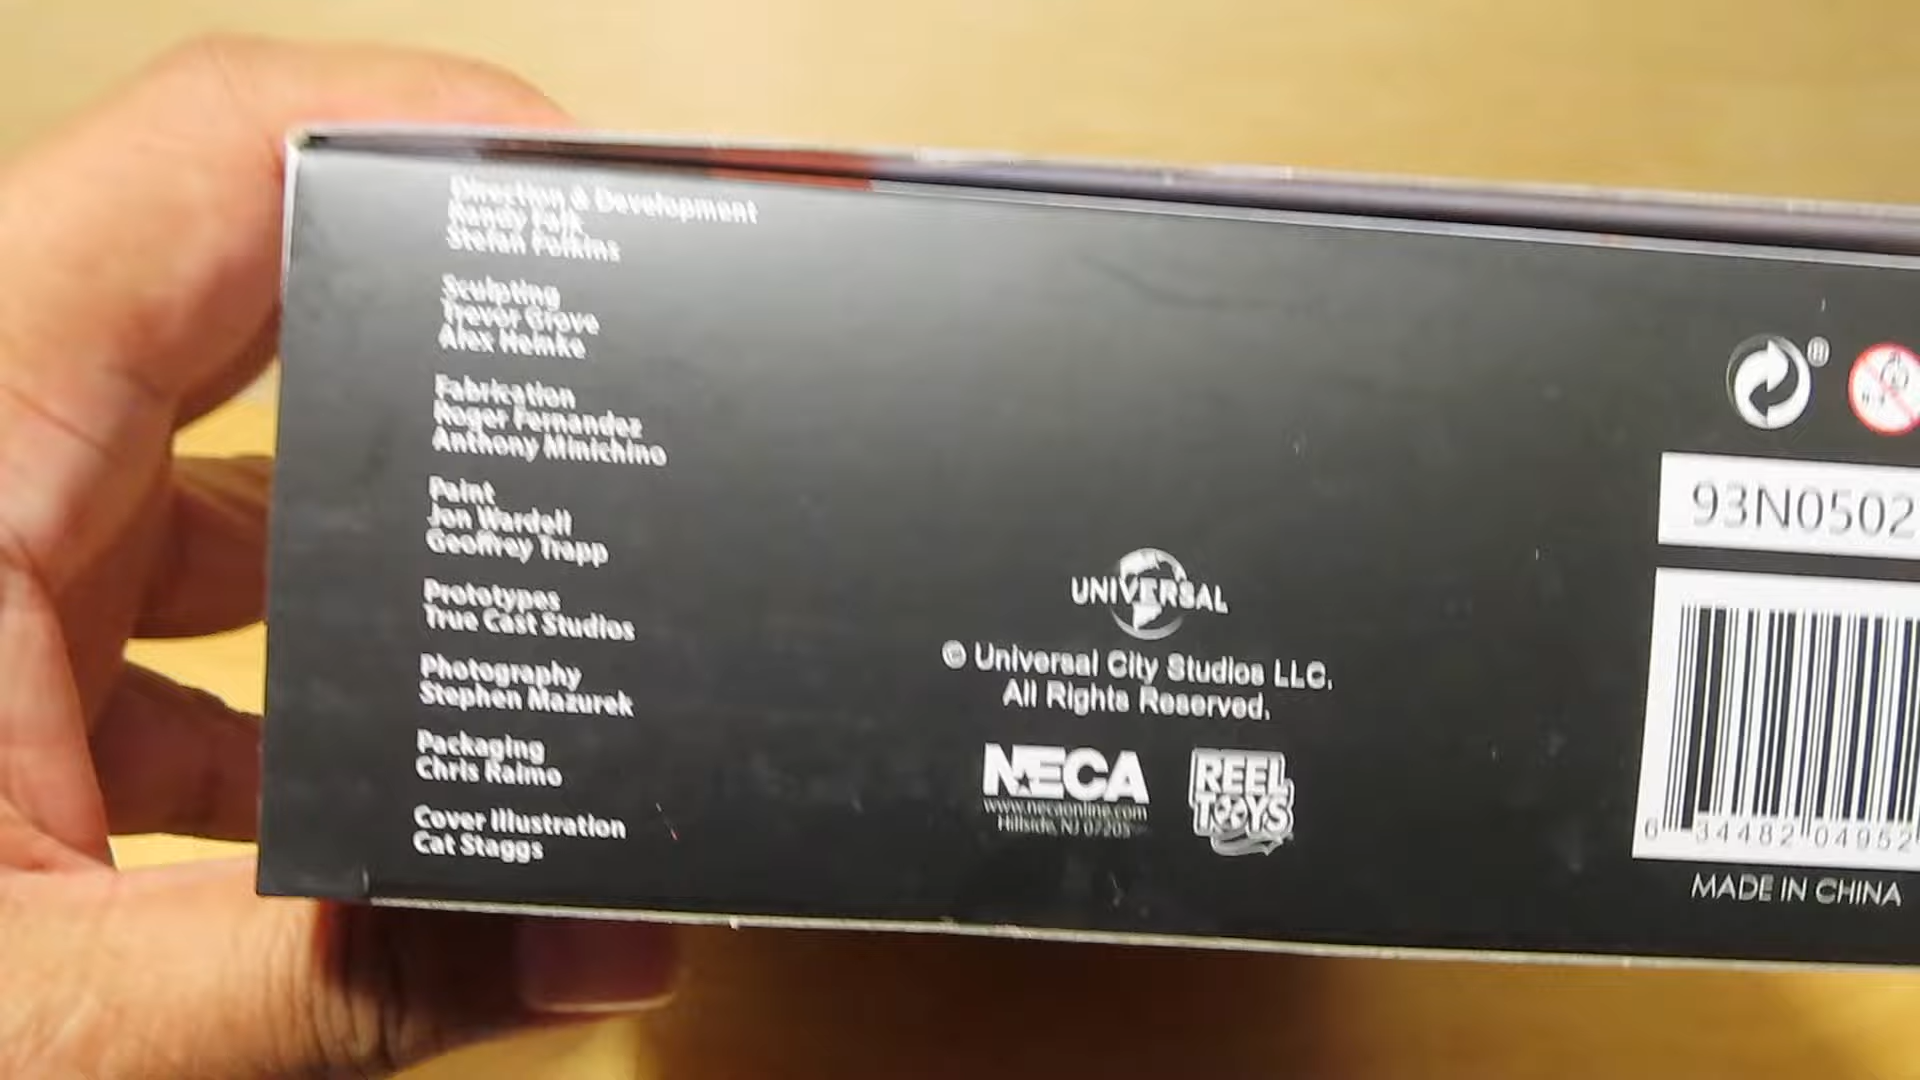 Direction & Development
Randy Falk
Stefan Folkins
Sculpting
Trevor Grove
Alex Heinke
Fabrication
Roger Fernandez
Anthony Minichino
Paint
Jon Wardell
Geoffrey Trapp
Prototypes
True Cast Studios
Photography
Stephen Mazurek
Packaging
Chris Raimo
Cover Illustration
Cat Staggs
UNIVERSAL
© Universal City Studios LLC.
All Rights Reserved.
NECA
www.necaonline.com
Hillside, NJ 07205
REEL
TOYS
®
93N0502
6 34482 04952
MADE IN CHINA